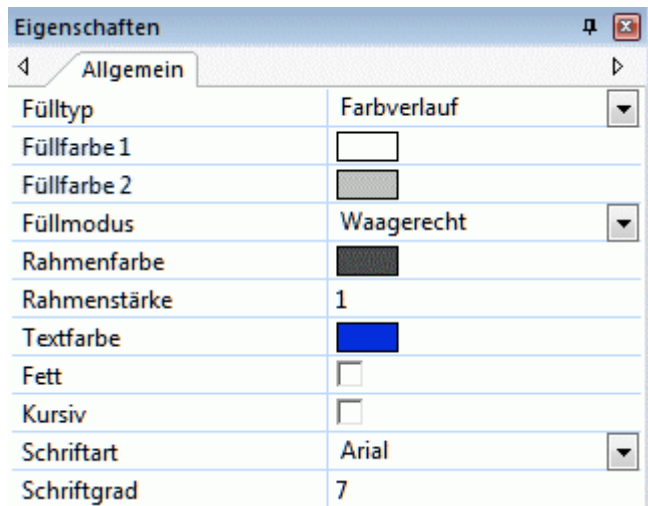 Eigenschaften
Allgemein
Fülltyp Farbverlauf
Füllfarbe 1
Füllfarbe 2
Füllmodus Waagerecht
Rahmenfarbe
Rahmenstärke 1
Textfarbe
Fett
Kursiv
Schriftart Arial
Schriftgrad 7